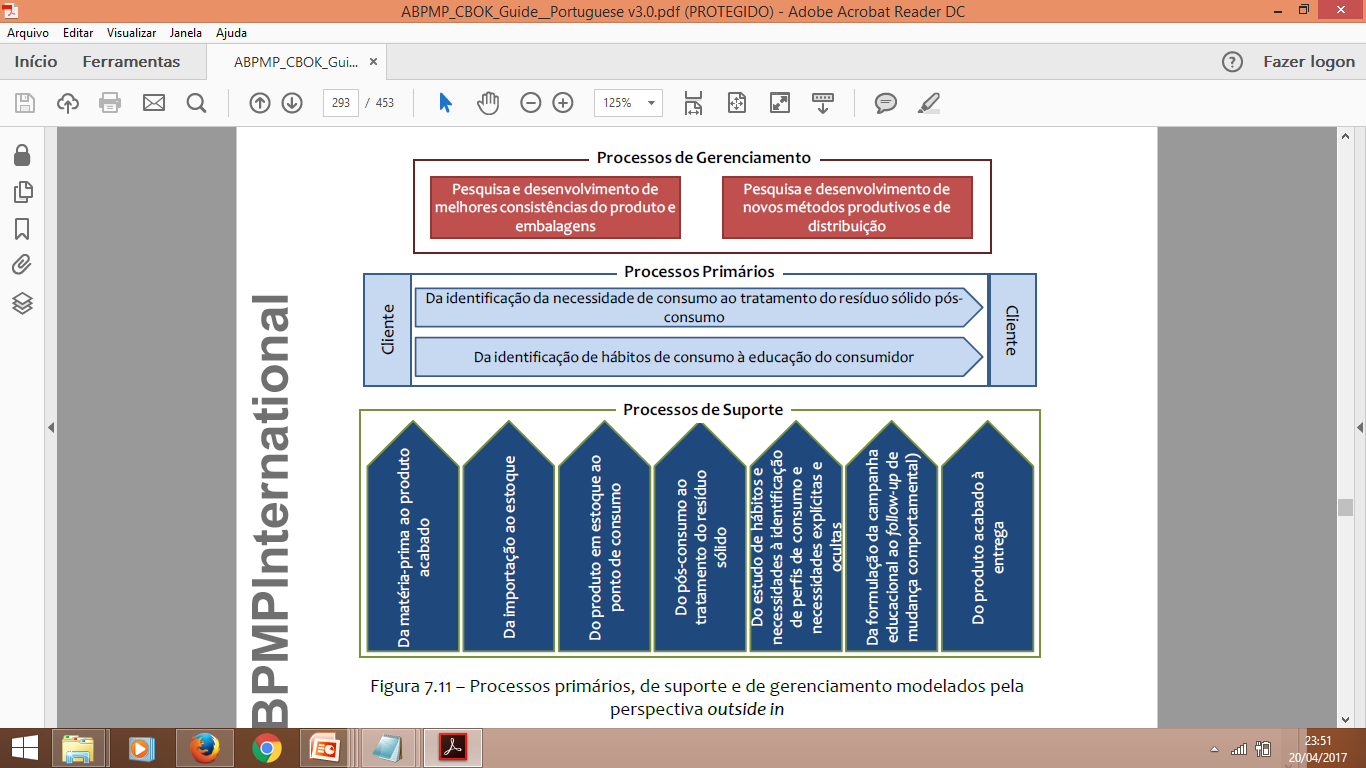 ABPMP_CBOK_Guide__Portuguese v3.0.pdf (PROTEGIDO) - Adobe Acrobat Reader DC
Arquivo Editar Visualizar Janela Ajuda
Início Ferramentas ABPMP_CBOK_Gui... × Fazer logon
293 / 453 125%
BPMPInternational
Processos de Gerenciamento
Pesquisa e desenvolvimento de
melhores consistências do produto e
embalagens
Pesquisa e desenvolvimento de
novos métodos produtivos e de
distribuição
Processos Primários
Cliente
Da identificação da necessidade de consumo ao tratamento do resíduo sólido pós-
consumo
Da identificação de hábitos de consumo à educação do consumidor
Cliente
Processos de Suporte
Da matéria-prima ao produto
acabado
Da importação ao estoque
Do produto em estoque ao
ponto de consumo
Do pós-consumo ao
tratamento do resíduo
sólido
Do estudo de hábitos e
necessidades à identificação
de perfis de consumo e
necessidades explícitas e
ocultas
Da formulação da campanha
educacional ao follow-up de
mudança comportamental)
Do produto acabado à
entrega
Figura 7.11 – Processos primários, de suporte e de gerenciamento modelados pela
perspectiva outside in
23:51
20/04/2017